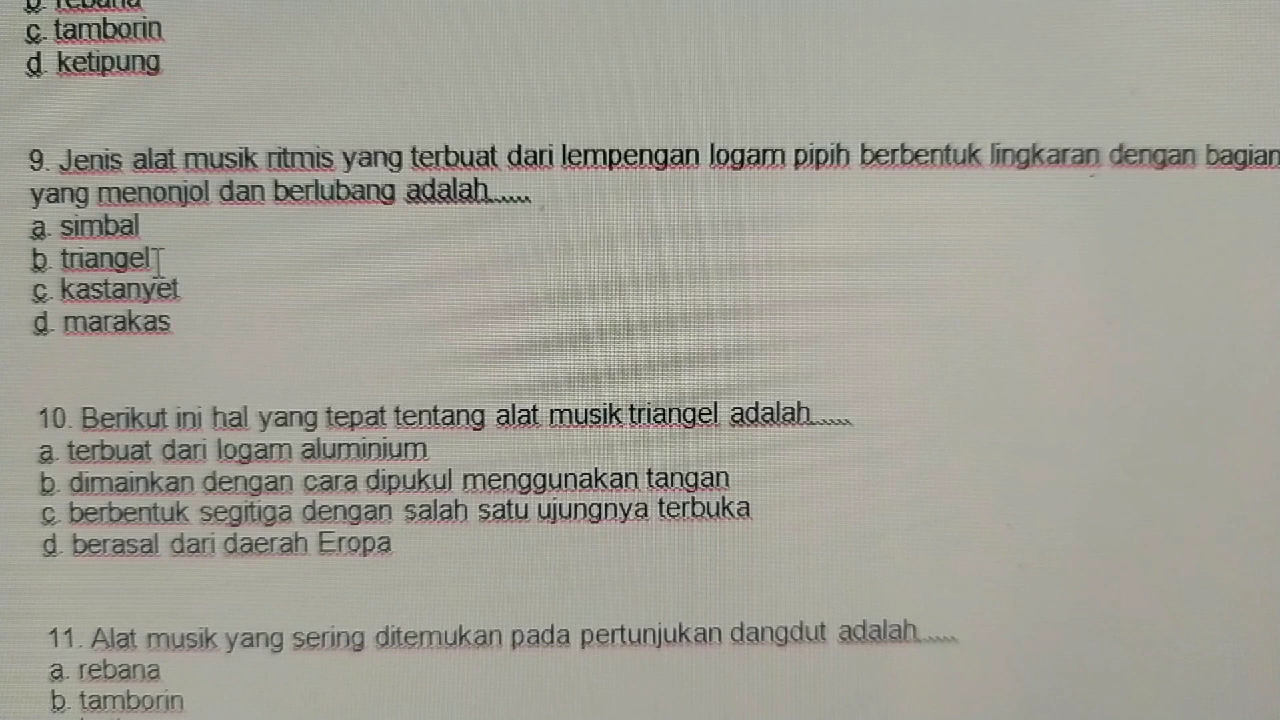 c. tamborin
d. ketipung
9. Jenis alat musik ritmis yang terbuat dari lempengan logam pipih berbentuk lingkaran dengan bagian
yang menonjol dan berlubang adalah......
a. simbal
b. triangel
c. kastanyet
d. marakas
10. Berikut ini hal yang tepat tentang alat musik triangel adalah......
a. terbuat dari logam aluminium
b. dimainkan dengan cara dipukul menggunakan tangan
c. berbentuk segitiga dengan salah satu ujungnya terbuka
d. berasal dari daerah Eropa
11. Alat musik yang sering ditemukan pada pertunjukan dangdut adalah......
a. rebana
b. tamborin